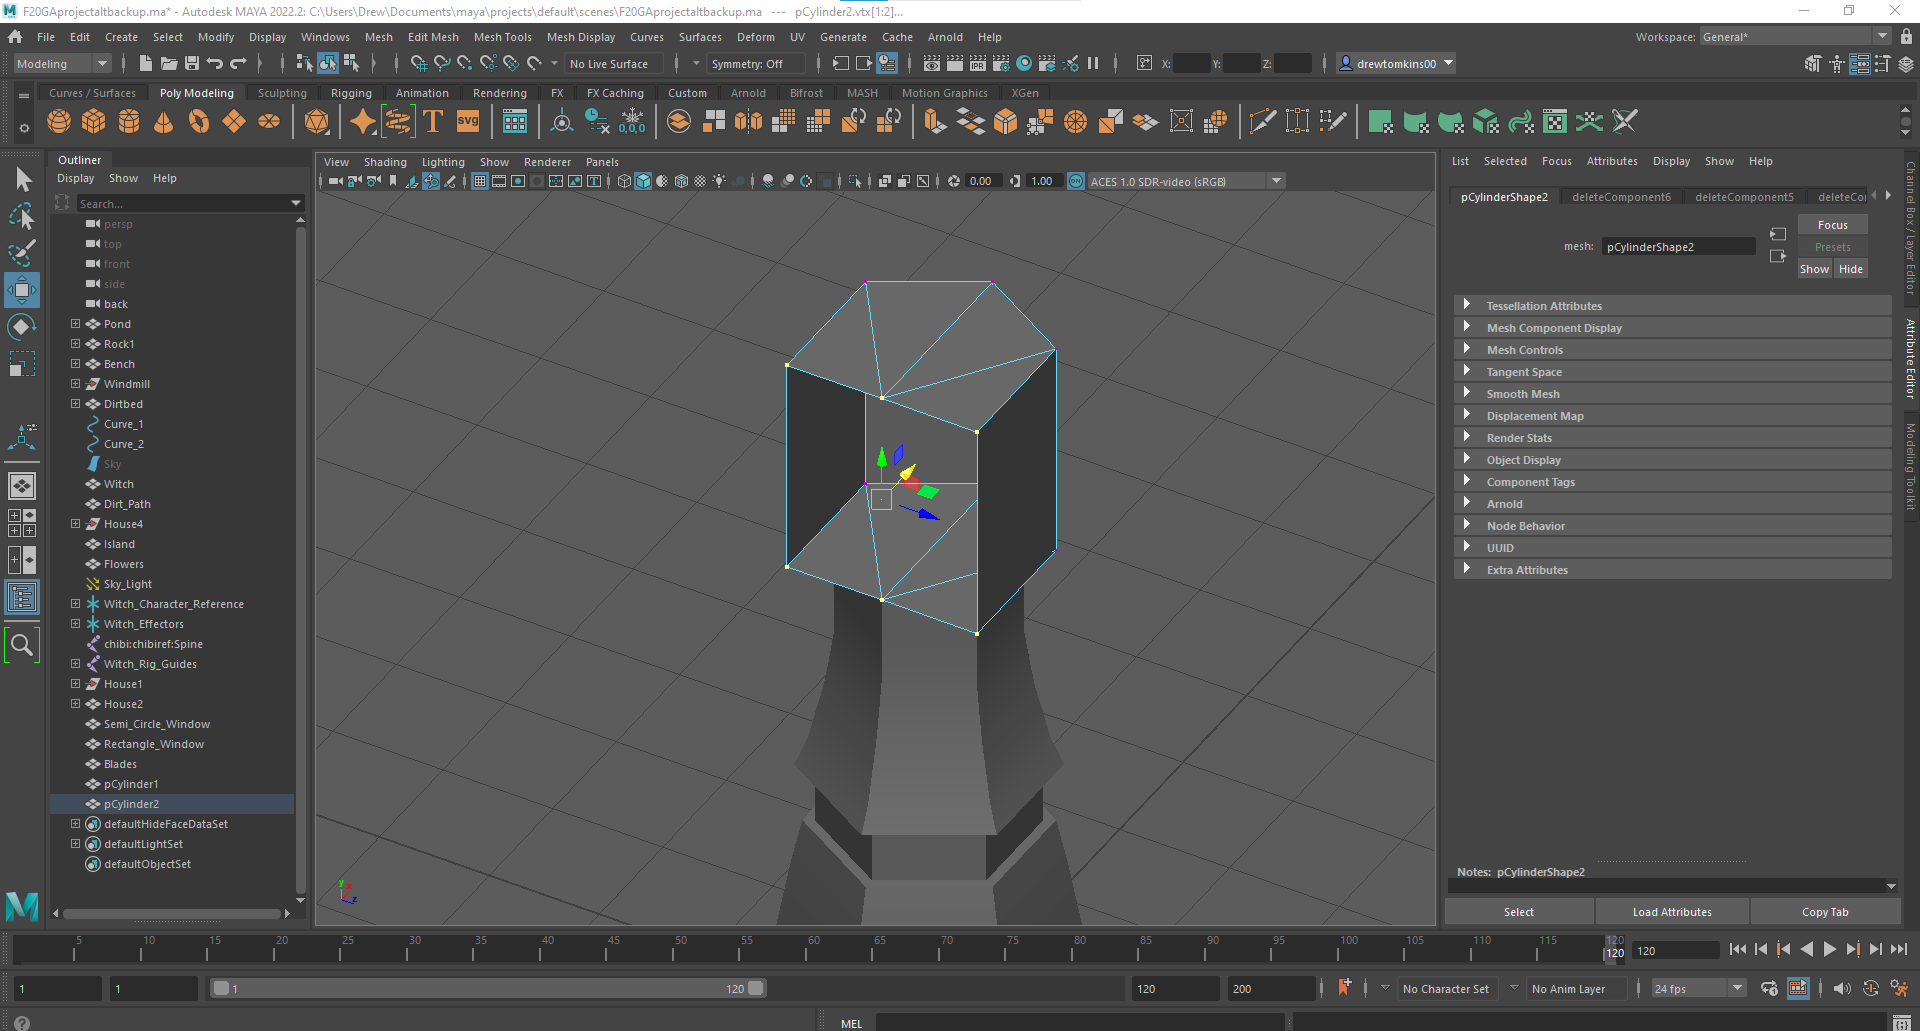 F20GAprojectaltbackup.ma* - Autodesk MAYA 2022.2: C:\Users\Drew\Documents\maya\projects\default\scenes\F20GAprojectaltbackup.ma --- pCylinder2.vtx[1:2]...
File Edit Create Select Modify Display Windows Mesh Edit Mesh Mesh Tools Mesh Display Curves Surfaces Deform UV Generate Cache Arnold Help
Workspace: General*
Modeling
No Live Surface
Symmetry: Off
X: Y: Z:
drewtomkins00
Curves / Surfaces Poly Modeling Sculpting Rigging Animation Rendering FX FX Caching Custom Arnold Bifrost MASH Motion Graphics XGen
T svg 0,0,0
Outliner
Display Show Help
Search...
persp
top
front
side
back
Pond
Rock1
Bench
Windmill
Dirtbed
Curve_1
Curve_2
Sky
Witch
Dirt_Path
House4
Island
Flowers
Sky_Light
Witch_Character_Reference
Witch_Effectors
chibi:chibiref:Spine
Witch_Rig_Guides
House1
House2
Semi_Circle_Window
Rectangle_Window
Blades
pCylinder1
pCylinder2
defaultHideFaceDataSet
defaultLightSet
defaultObjectSet
View Shading Lighting Show Renderer Panels
0.00 1.00 ACES 1.0 SDR-video (sRGB)
y x z
List Selected Focus Attributes Display Show Help
pCylinderShape2 deleteComponent6 deleteComponent5 deleteCo
mesh: pCylinderShape2
Focus
Presets
Show Hide
Tessellation Attributes
Mesh Component Display
Mesh Controls
Tangent Space
Smooth Mesh
Displacement Map
Render Stats
Object Display
Component Tags
Arnold
Node Behavior
UUID
Extra Attributes
Notes: pCylinderShape2
Select Load Attributes Copy Tab
Channel Box / Layer Editor
Attribute Editor
Modeling Toolkit
5 10 15 20 25 30 35 40 45 50 55 60 65 70 75 80 85 90 95 100 105 110 115 120
120 120
1 1 1 120 120 200 No Character Set No Anim Layer 24 fps
MEL